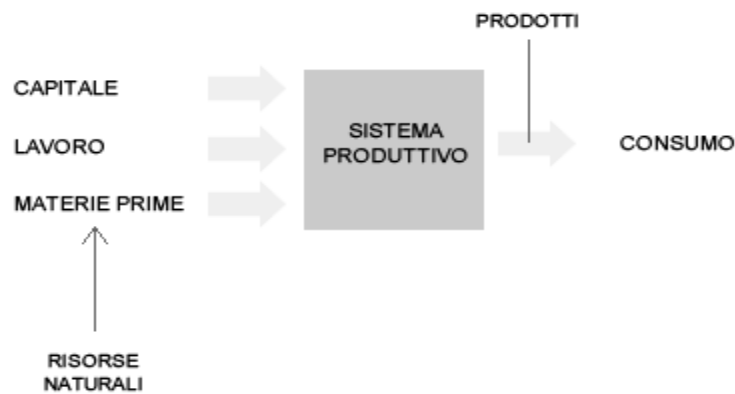 PRODOTTI
CAPITALE
LAVORO
MATERIE PRIME
SISTEMA
PRODUTTIVO
CONSUMO
RISORSE
NATURALI